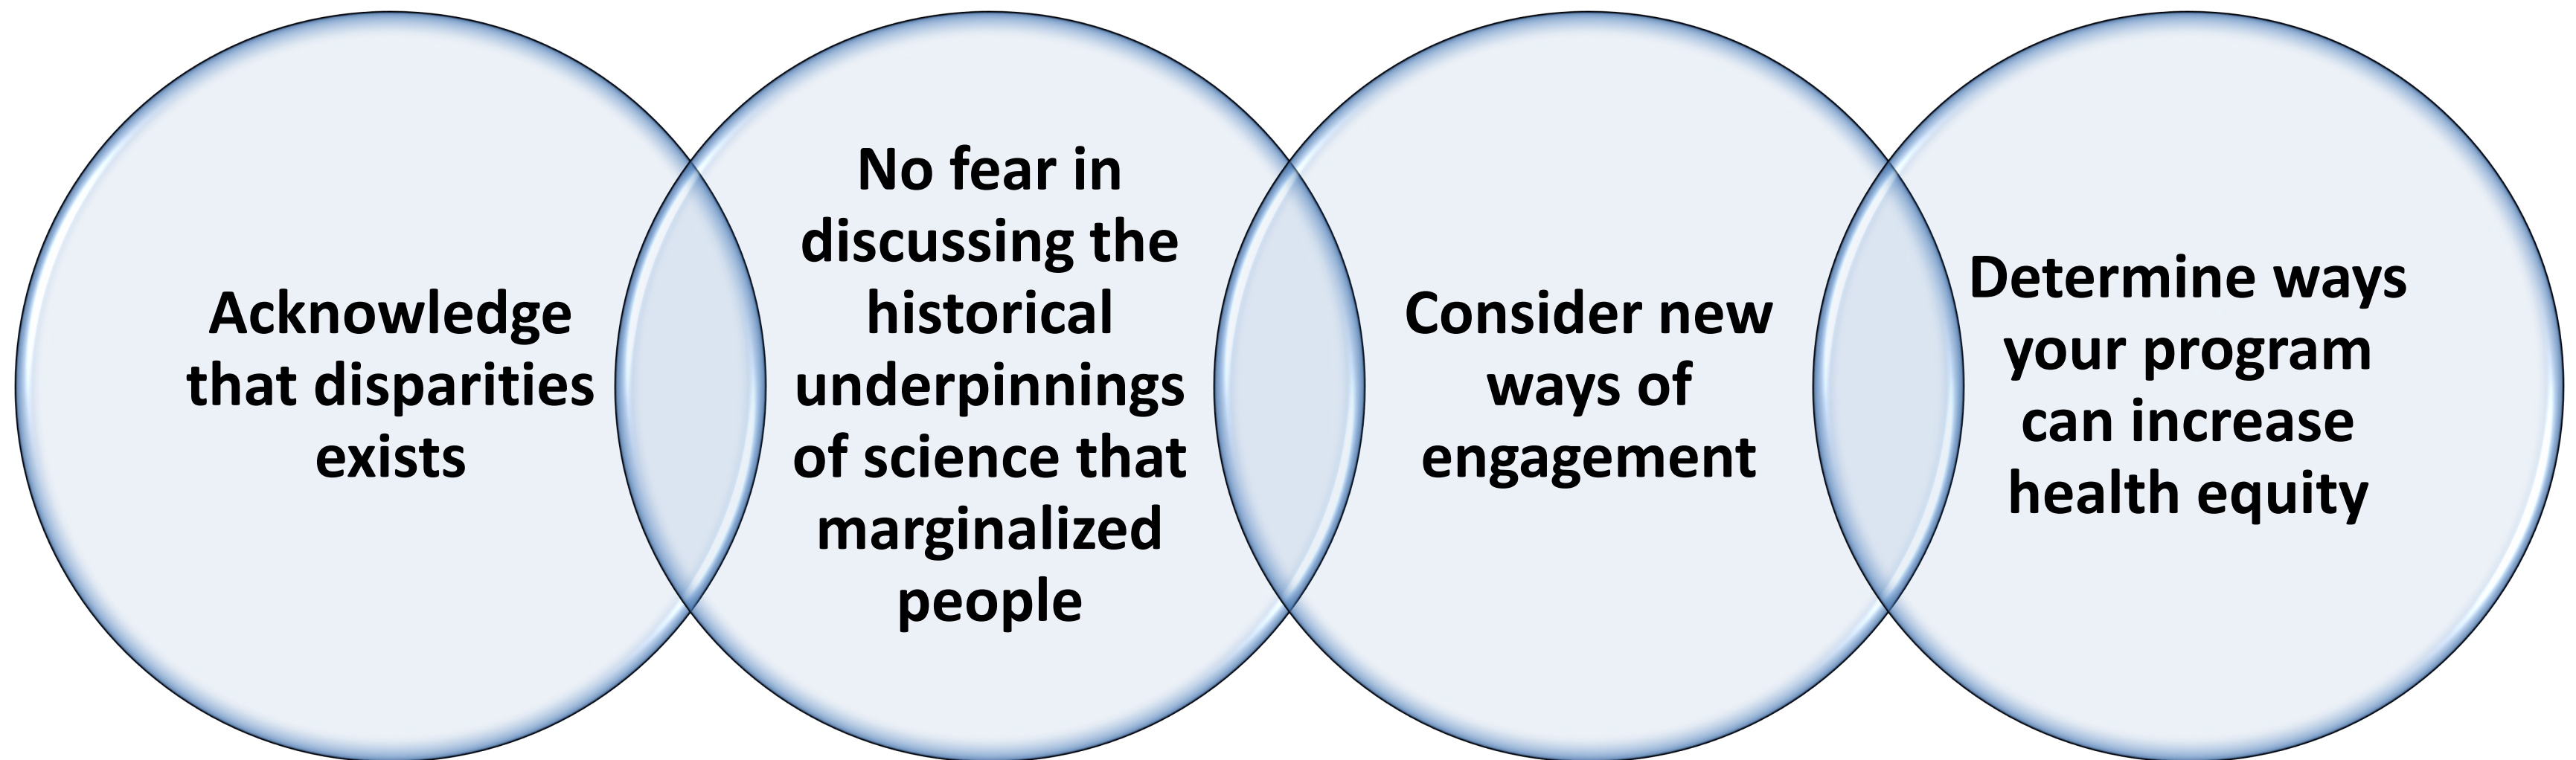 Acknowledge
that disparities
exists
No fear in
discussing the
historical
underpinnings
of science that
marginalized
people
Consider new
ways of
engagement
Determine ways
your program
can increase
health equity